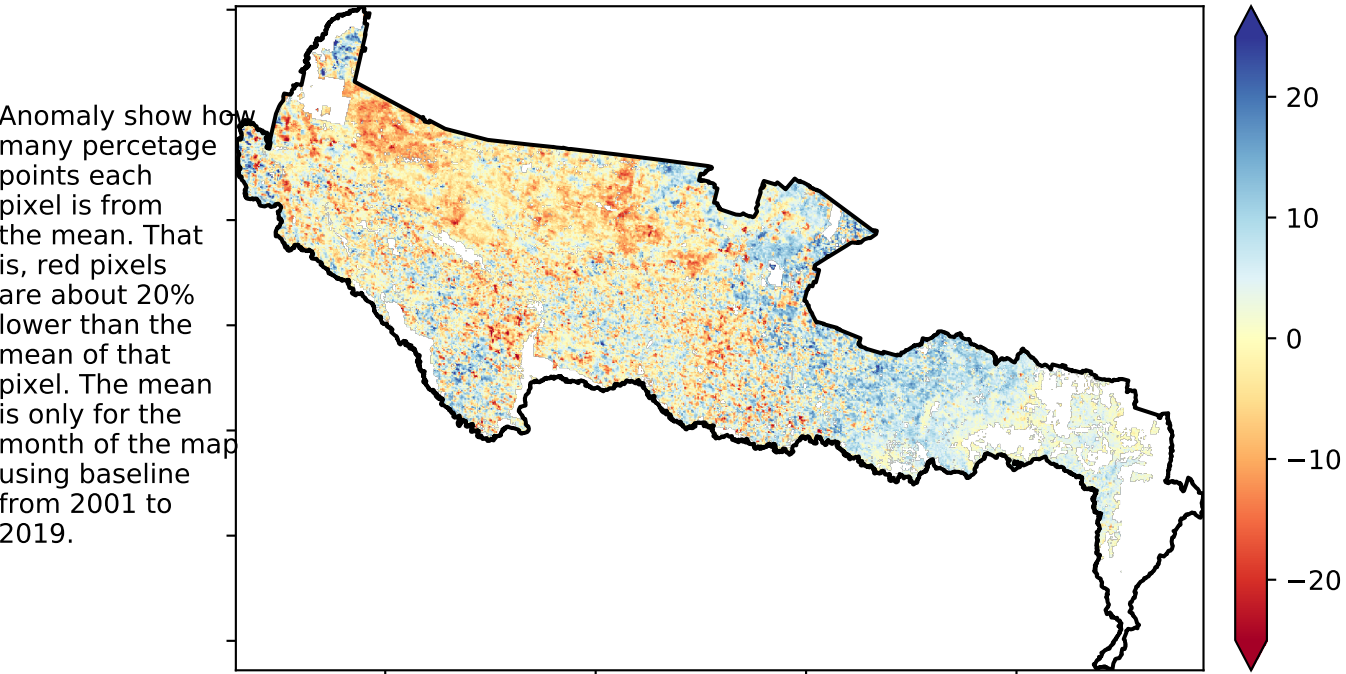 Anomaly show how
many percetage
points each
pixel is from
the mean. That
is, red pixels
are about 20%
lower than the
mean of that
pixel. The mean
is only for the
month of the map
using baseline
from 2001 to
2019.
20
10
0
−10
−20